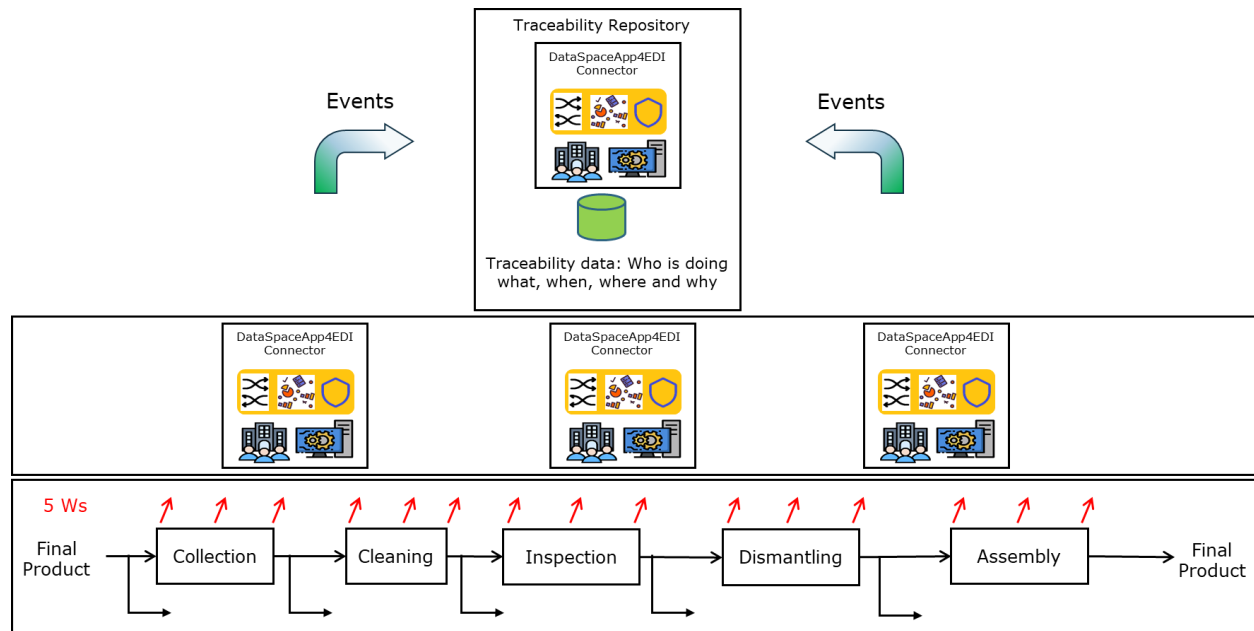 Traceability Repository
DataSpaceApp4EDI
Connector
Events
Events
Traceability data: Who is doing
what, when, where and why
DataSpaceApp4EDI
Connector
DataSpaceApp4EDI
Connector
DataSpaceApp4EDI
Connector
5 Ws
Final
Product
Collection
Cleaning
Inspection
Dismantling
Assembly
Final
Product